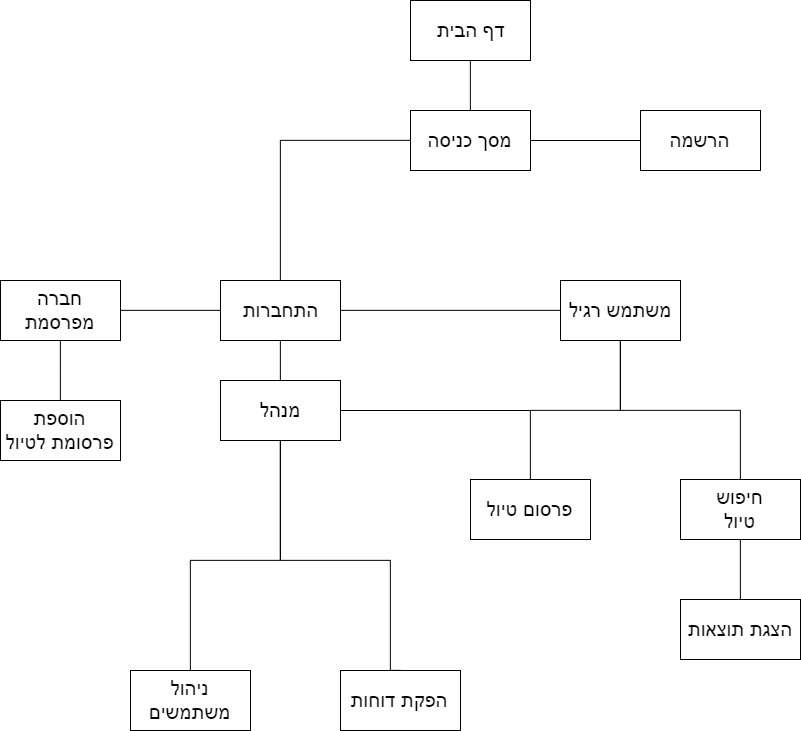 דף הבית
מסך כניסה
הרשמה
חברה
מפרסמת
התחברות
משתמש רגיל
הוספת
פרסומת לטיול
מנהל
פרסום טיול
חיפוש
טיול
הצגת תוצאות
ניהול
משתמשים
הפקת דוחות